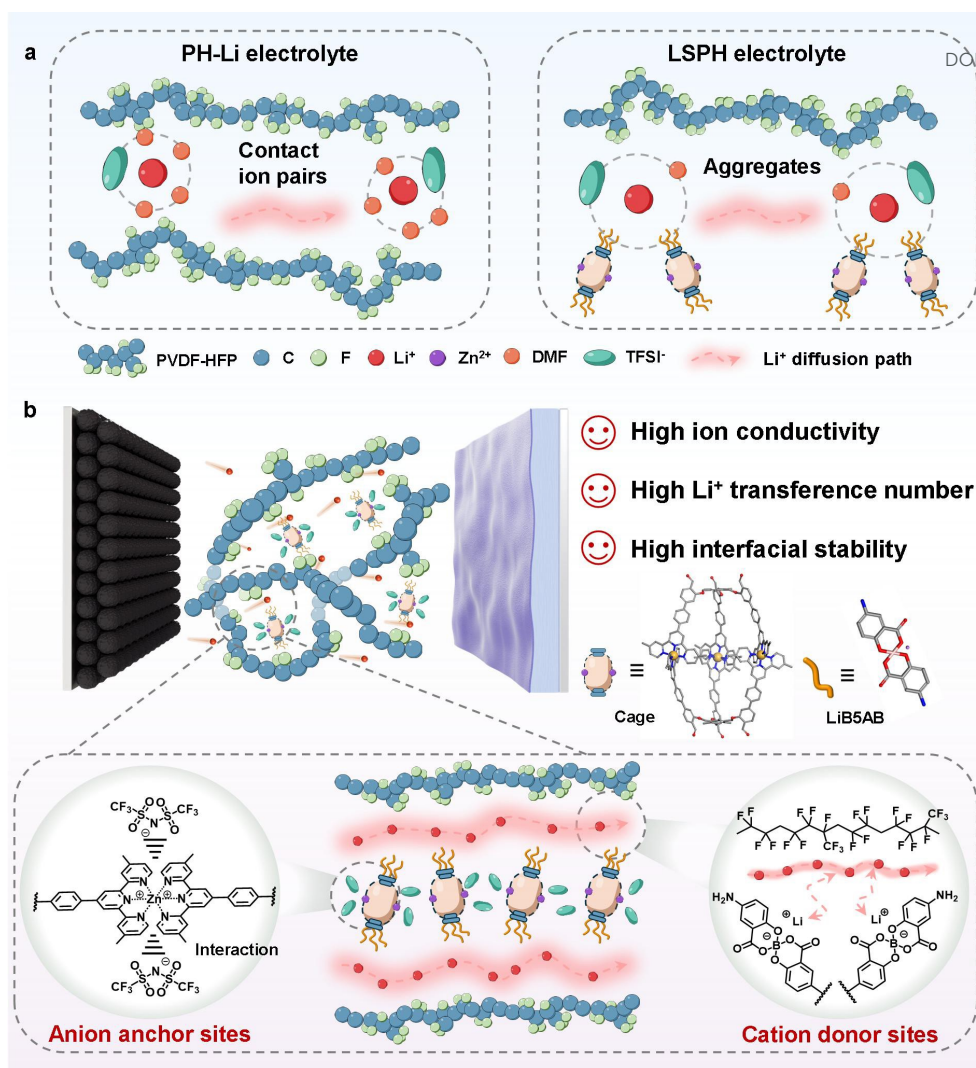 a
PH-Li electrolyte
LSPH electrolyte
Contact
ion pairs
Aggregates
PVDF-HFP
C
F
Li⁺
Zn²⁺
DMF
TFSI⁻
Li⁺ diffusion path
b
High ion conductivity
High Li⁺ transference number
High interfacial stability
≡
≡
Cage
LiB5AB
CF₃
O
O
S
N
S
O
O
CF₃
⊖
N
N
N
⊕
Zn
⊕
N
N
N
Interaction
⊖
CF₃
O
O
S
N
S
O
O
CF₃
Anion anchor sites
F F F F F F F CF₃
F F F F CF₃ F F F F
H₂N
NH₂
⊕
Li
Li
⊕
O
⊖
B
O
O
O
O
O
O
⊖
B
O
O
O
O
O
Cation donor sites